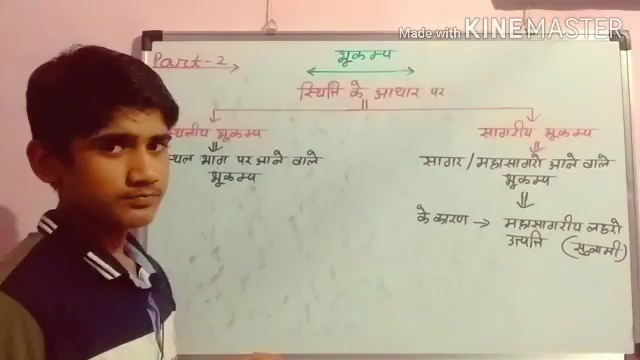 Made with KINEMASTER
Part-2
भूकम्प
स्थिति के आधार पर
स्थलीय भूकम्प
सागरीय भूकम्प
स्थल भाग पर आने वाले
भूकम्प
सागर/महासागरो आने वाले
भूकम्प
के कारण → महासागरीय लहरो
उत्पत्ति (सुनामी)